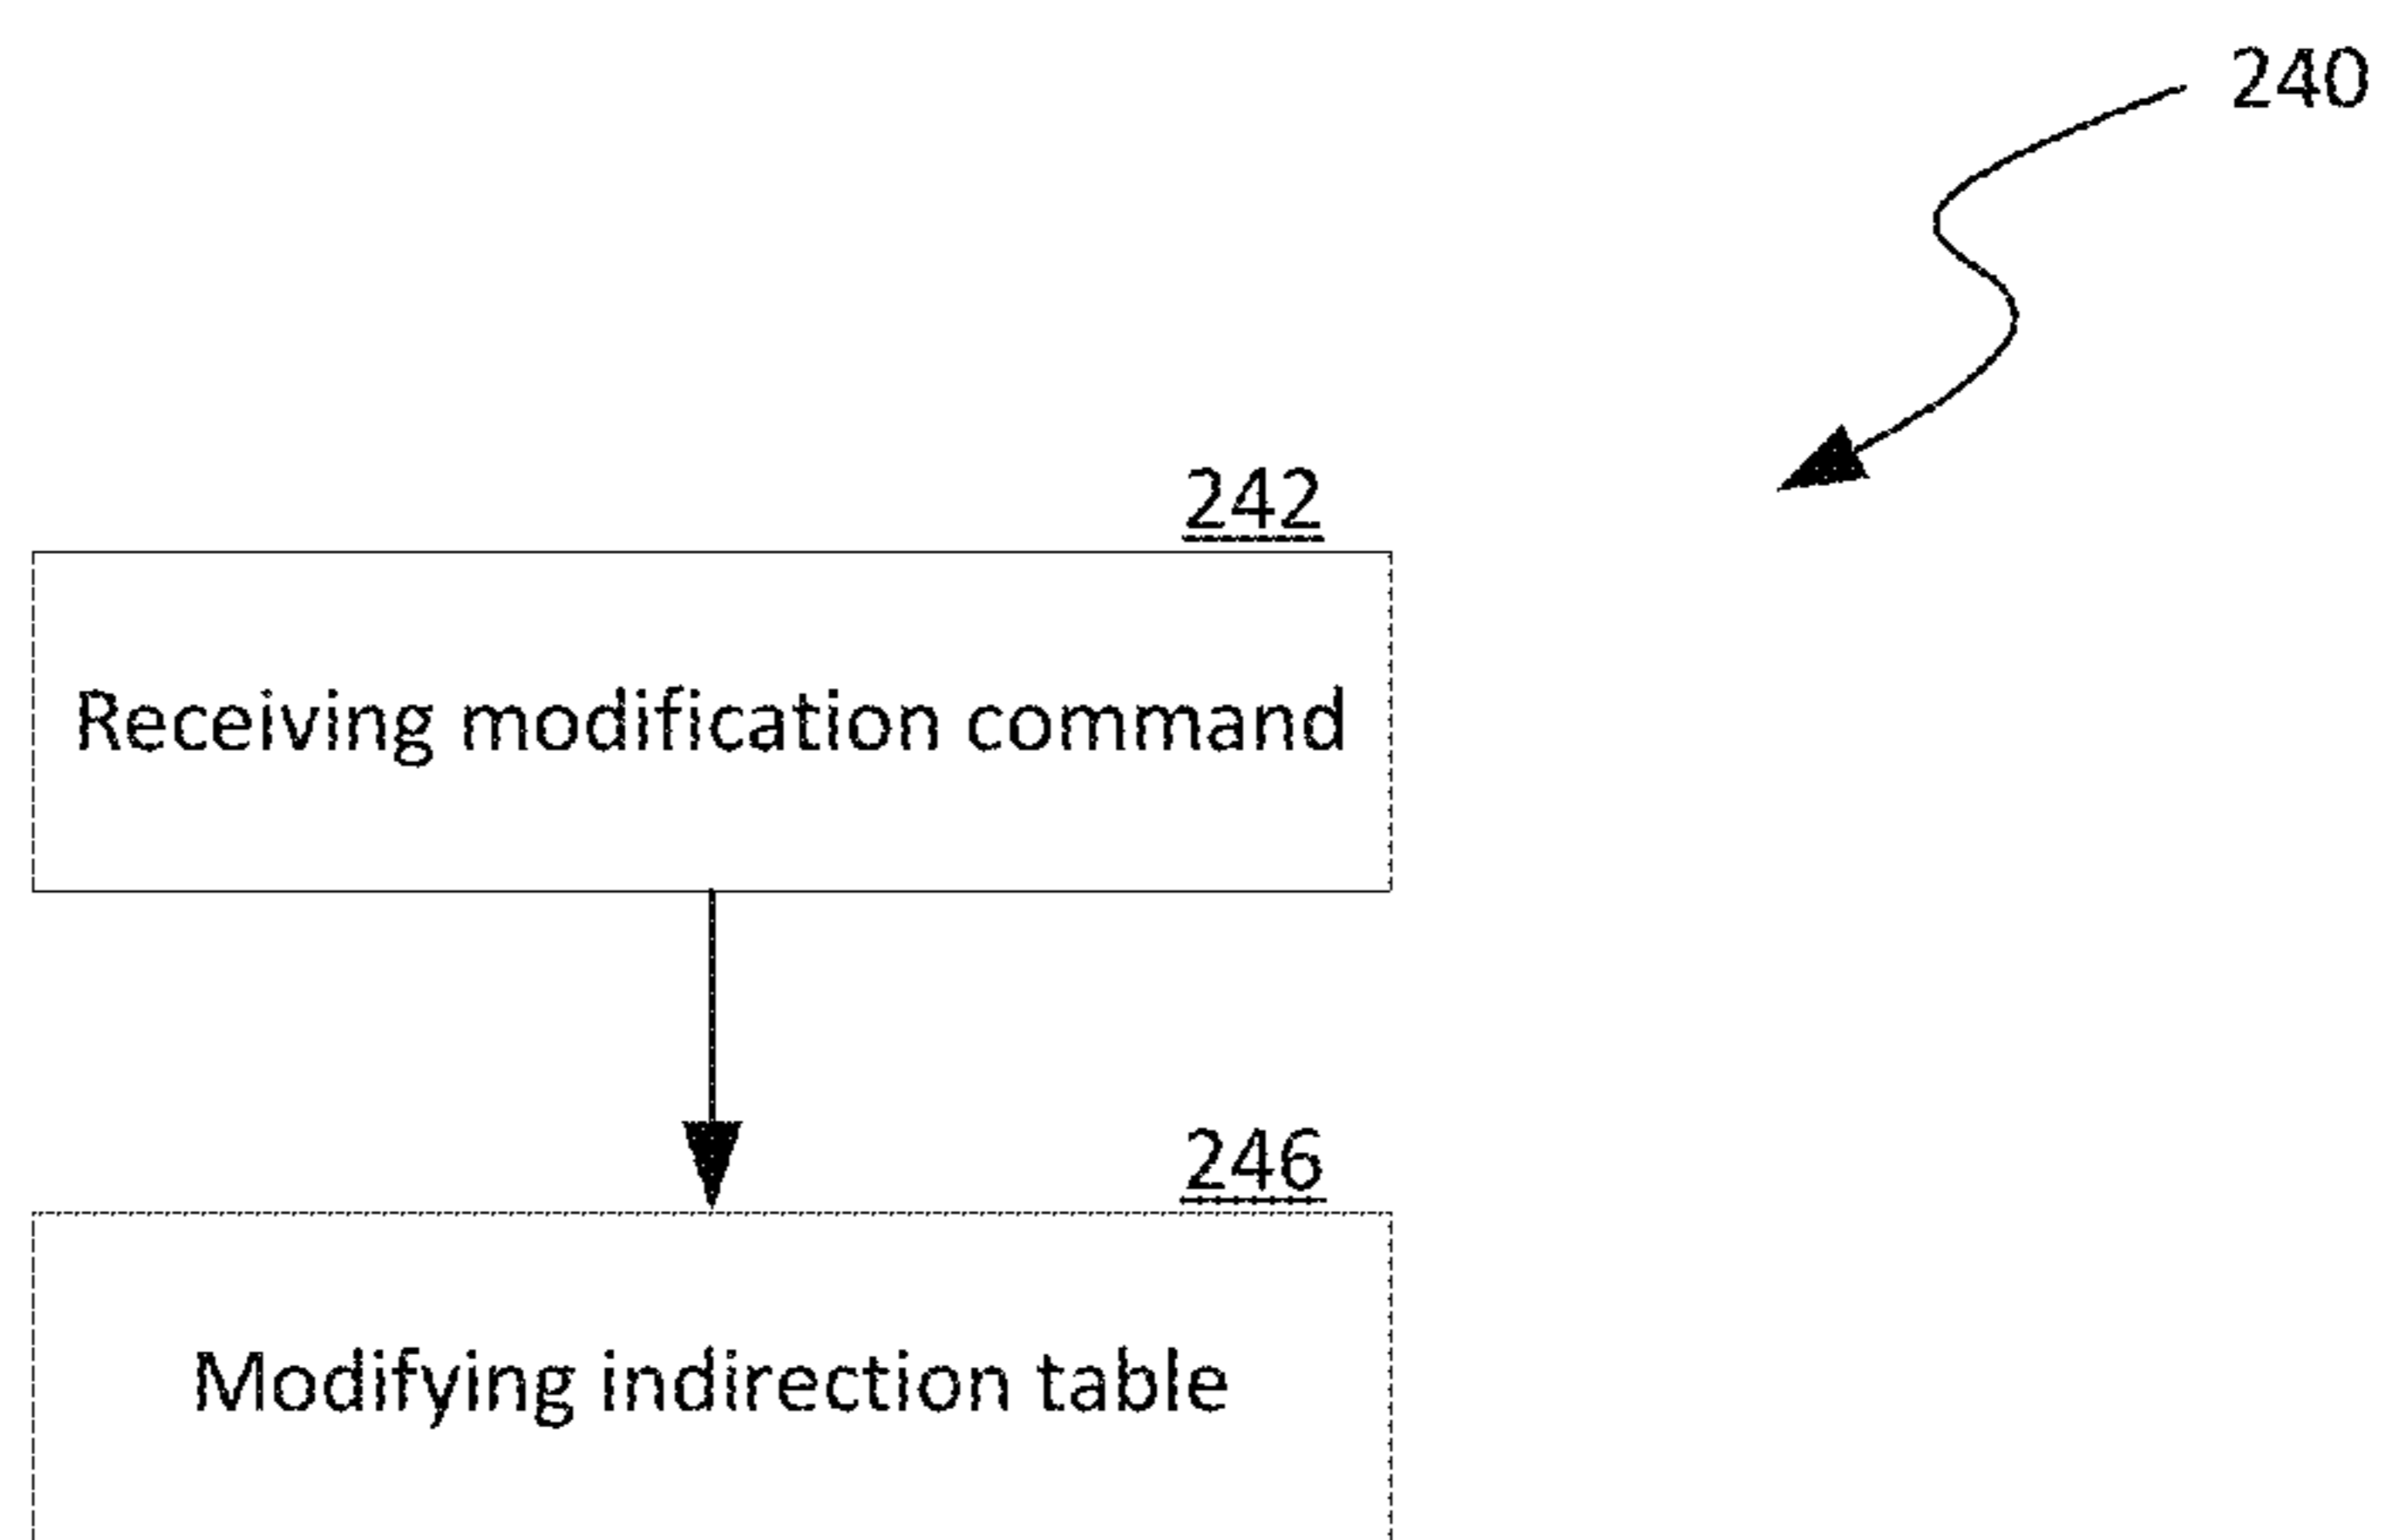 240
242
Receiving modification command
246
Modifying indirection table